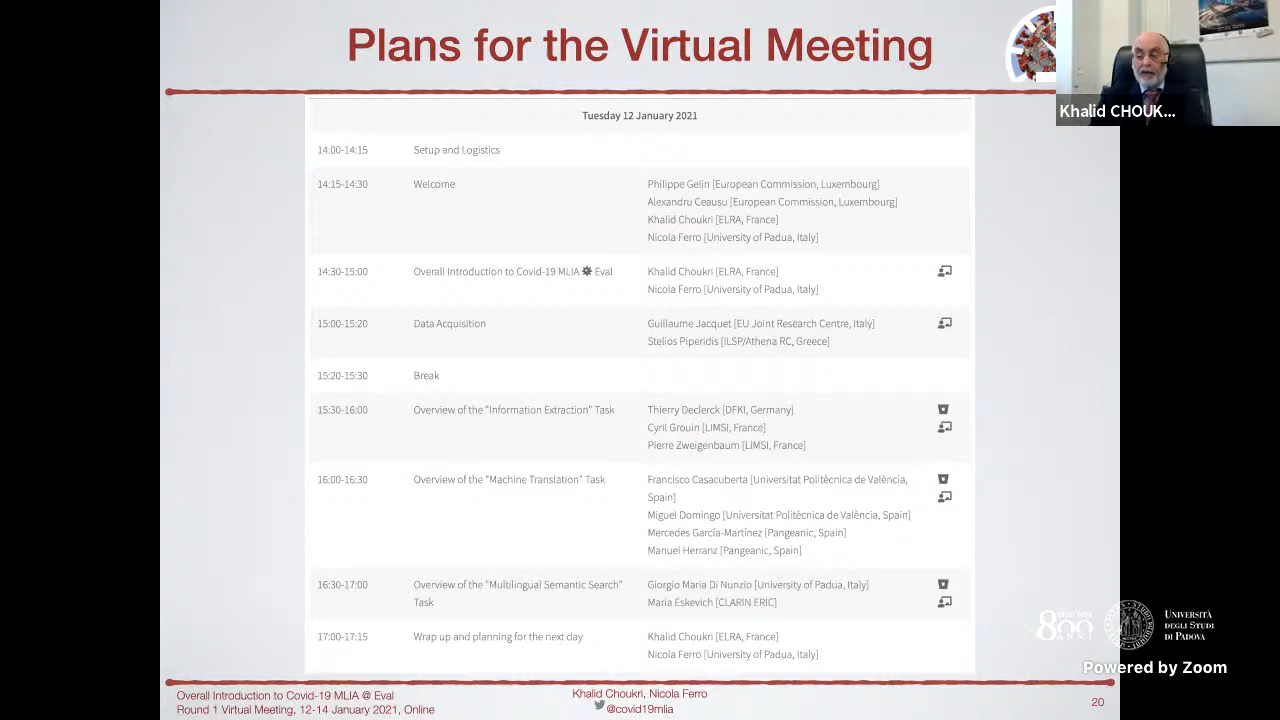 Plans for the Virtual Meeting
Khalid CHOUK...
Tuesday 12 January 2021
14:00-14:15 Setup and Logistics
14:15-14:30 Welcome Philippe Gelin [European Commission, Luxembourg]
Alexandru Ceausu [European Commission, Luxembourg]
Khalid Choukri [ELRA, France]
Nicola Ferro [University of Padua, Italy]
14:30-15:00 Overall Introduction to Covid-19 MLIA Eval Khalid Choukri [ELRA, France]
Nicola Ferro [University of Padua, Italy]
15:00-15:20 Data Acquisition Guillaume Jacquet [EU Joint Research Centre, Italy]
Stelios Piperidis [ILSP/Athena RC, Greece]
15:20-15:30 Break
15:30-16:00 Overview of the "Information Extraction" Task Thierry Declerck [DFKI, Germany]
Cyril Grouin [LIMSI, France]
Pierre Zweigenbaum [LIMSI, France]
16:00-16:30 Overview of the "Machine Translation" Task Francisco Casacuberta [Universitat Politècnica de València,
Spain]
Miguel Domingo [Universitat Politècnica de València, Spain]
Mercedes García-Martínez [Pangeanic, Spain]
Manuel Herranz [Pangeanic, Spain]
16:30-17:00 Overview of the "Multilingual Semantic Search" Giorgio Maria Di Nunzio [University of Padua, Italy]
Task Maria Eskevich [CLARIN ERIC]
17:00-17:15 Wrap up and planning for the next day Khalid Choukri [ELRA, France]
Nicola Ferro [University of Padua, Italy]
800
ANNI
UNIVERSITÀ
DEGLI STUDI
DI PADOVA
Powered by Zoom
Overall Introduction to Covid-19 MLIA @ Eval
Round 1 Virtual Meeting, 12-14 January 2021, Online
Khalid Choukri, Nicola Ferro
@covid19mlia
20